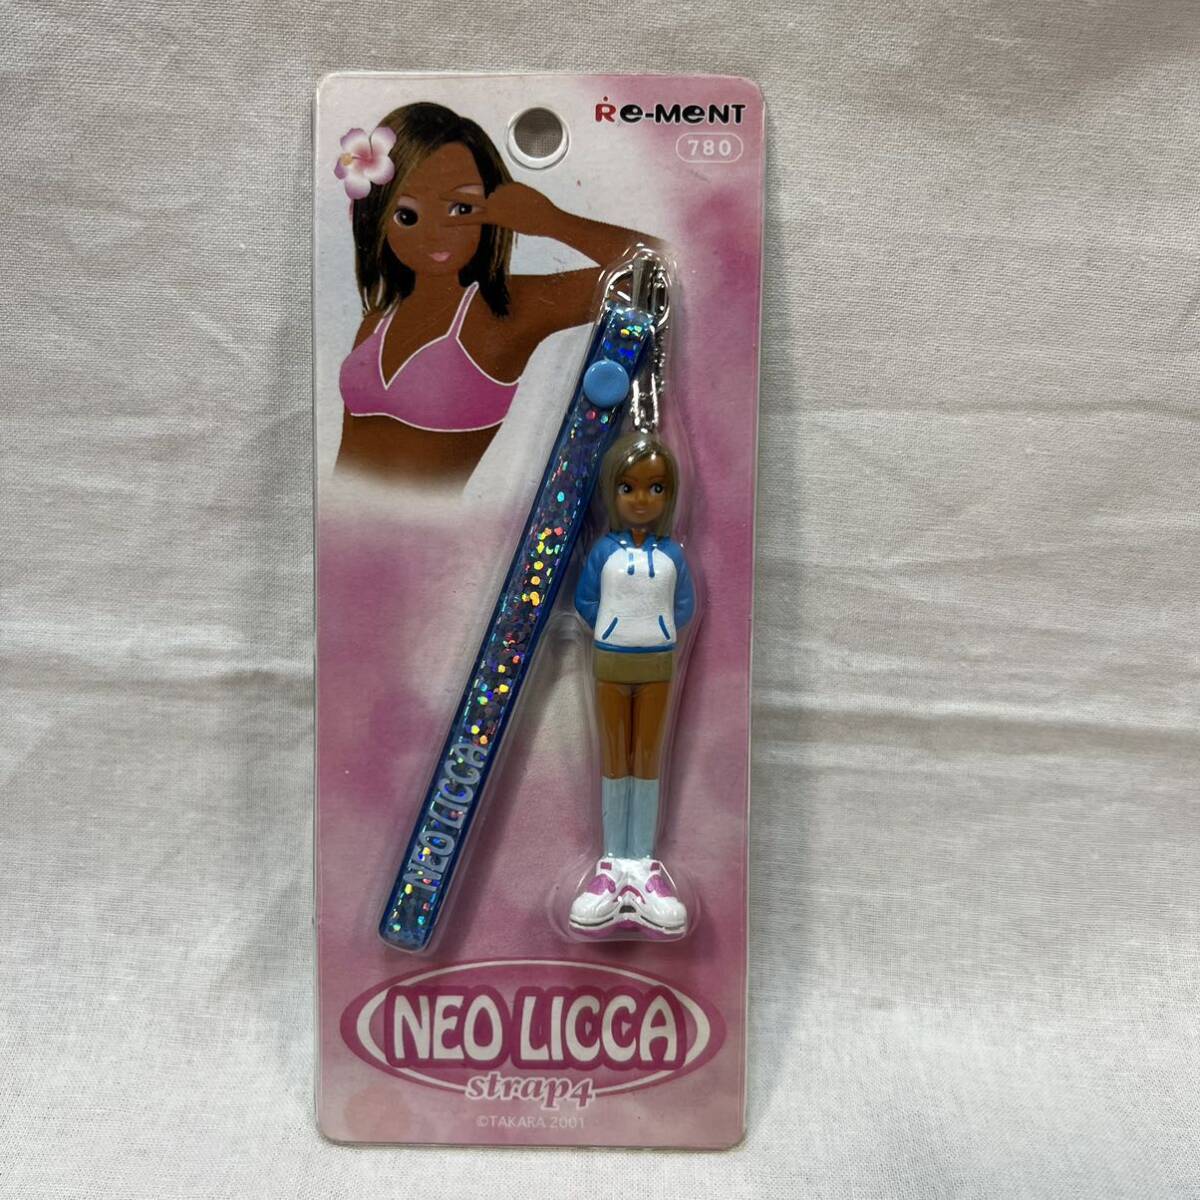 Re-MeNT
780
NEO LICCA
NEO LICCA
strap4
©TAKARA 2001